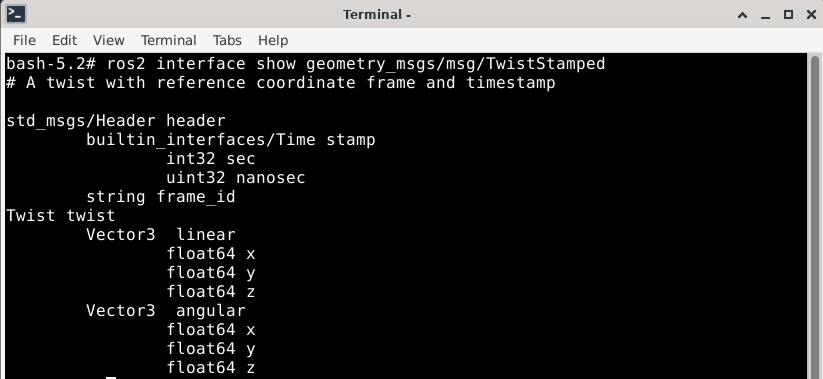 Terminal -
File Edit View Terminal Tabs Help
bash-5.2# ros2 interface show geometry_msgs/msg/TwistStamped
# A twist with reference coordinate frame and timestamp

std_msgs/Header header
        builtin_interfaces/Time stamp
                int32 sec
                uint32 nanosec
        string frame_id
Twist twist
        Vector3  linear
                float64 x
                float64 y
                float64 z
        Vector3  angular
                float64 x
                float64 y
                float64 z